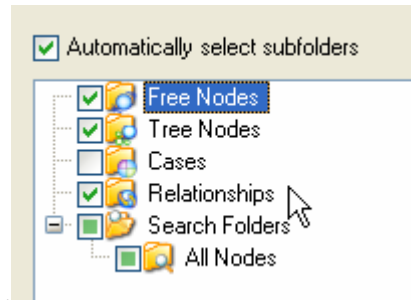 Automatically select subfolders
Free Nodes
Tree Nodes
Cases
Relationships
Search Folders
All Nodes